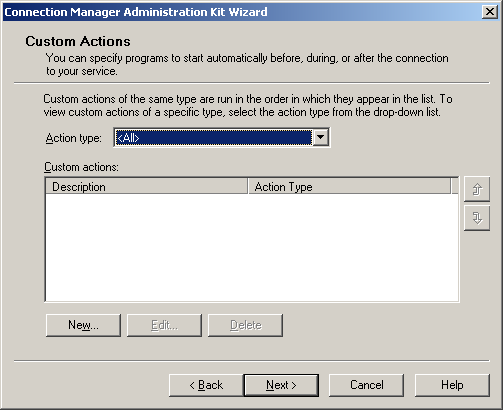 Connection Manager Administration Kit Wizard
Custom Actions
You can specify programs to start automatically before, during, or after the connection
to your service.
Custom actions of the same type are run in the order in which they appear in the list. To
view custom actions of a specific type, select the action type from the drop-down list.
Action type: <All>
Custom actions:
Description Action Type
New... Edit... Delete
< Back Next > Cancel Help